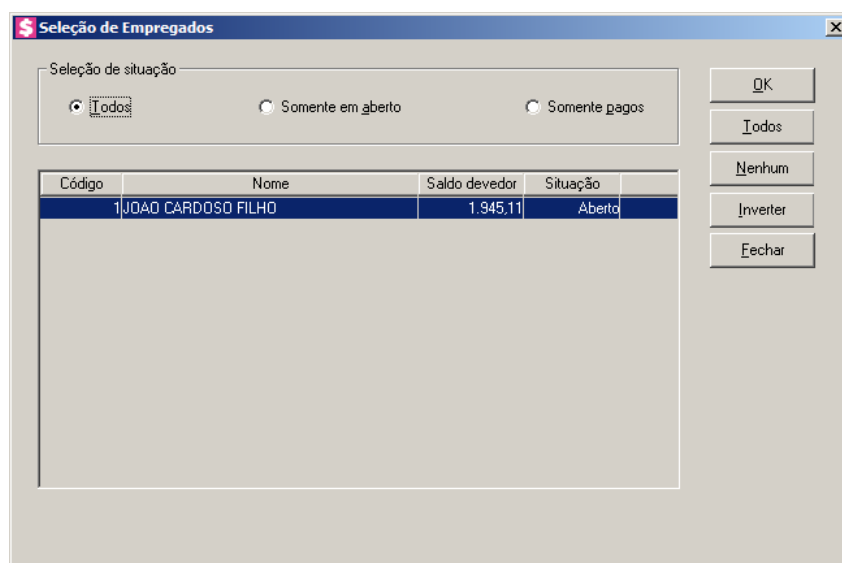 $ Seleção de Empregados
Seleção de situação
Todos
Somente em aberto
Somente pagos
OK
Todos
Nenhum
Inverter
Fechar
Código Nome Saldo devedor Situação
1 JOAO CARDOSO FILHO 1.945,11 Aberto